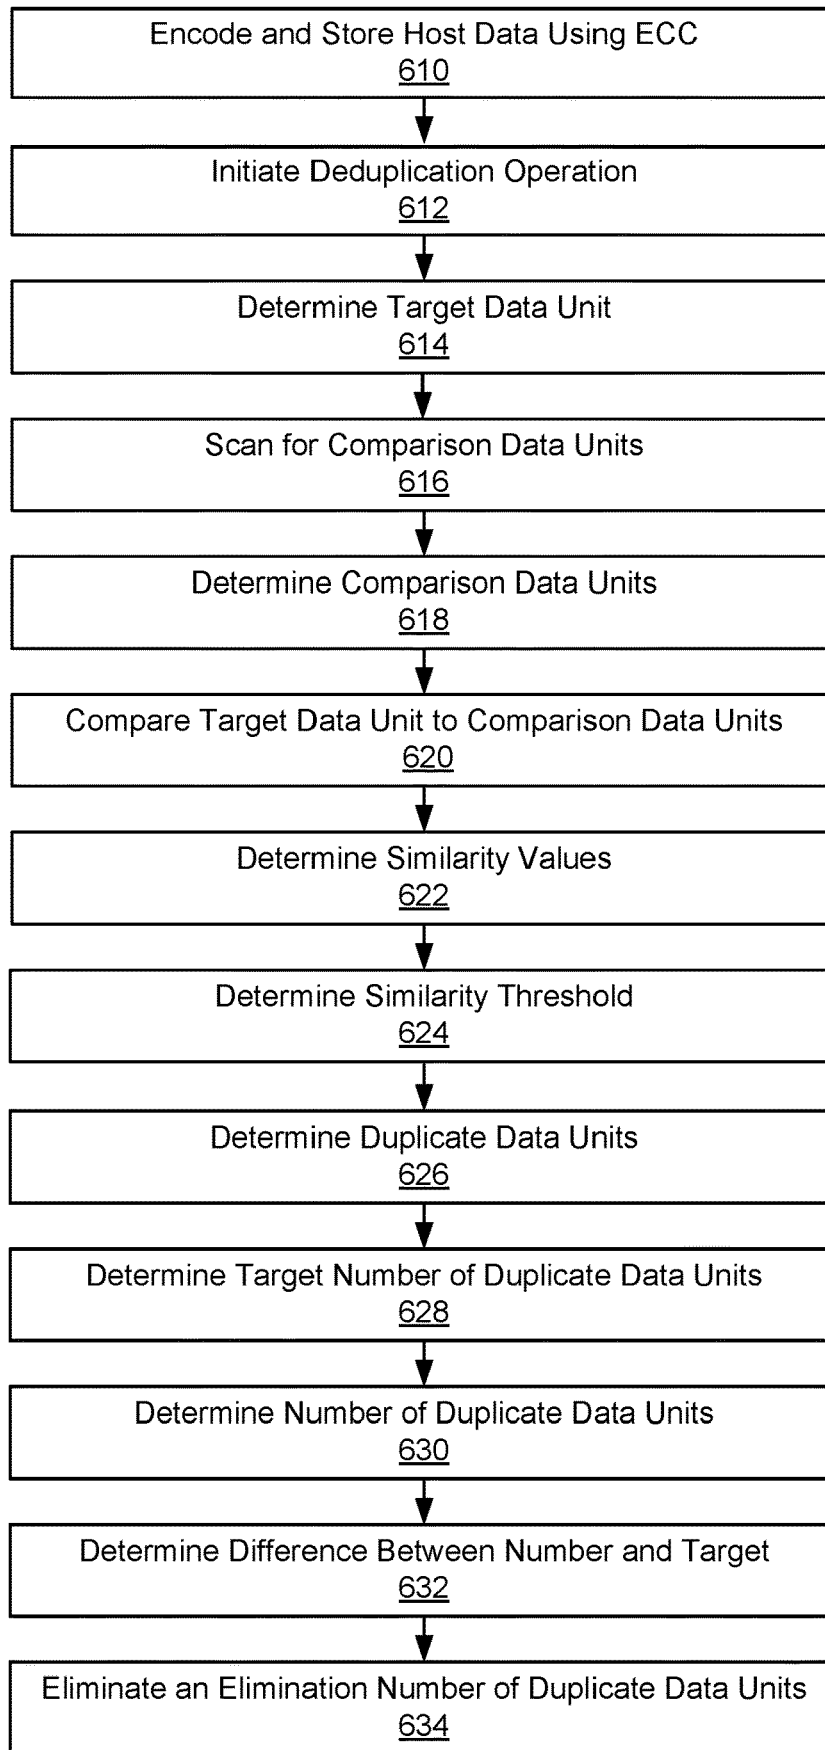 Encode and Store Host Data Using ECC
610
Initiate Deduplication Operation
612
Determine Target Data Unit
614
Scan for Comparison Data Units
616
Determine Comparison Data Units
618
Compare Target Data Unit to Comparison Data Units
620
Determine Similarity Values
622
Determine Similarity Threshold
624
Determine Duplicate Data Units
626
Determine Target Number of Duplicate Data Units
628
Determine Number of Duplicate Data Units
630
Determine Difference Between Number and Target
632
Eliminate an Elimination Number of Duplicate Data Units
634